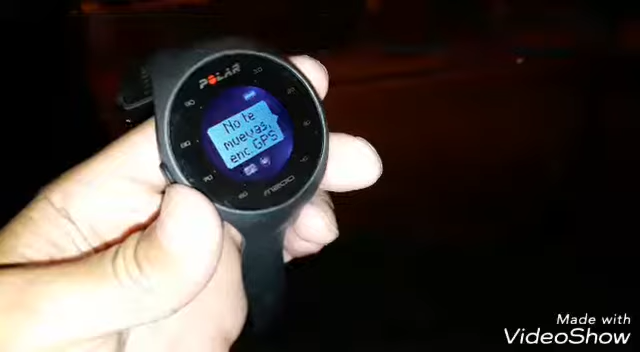 POLAR
No te
muevas,
enc.GPS
M200
Made with
VideoShow